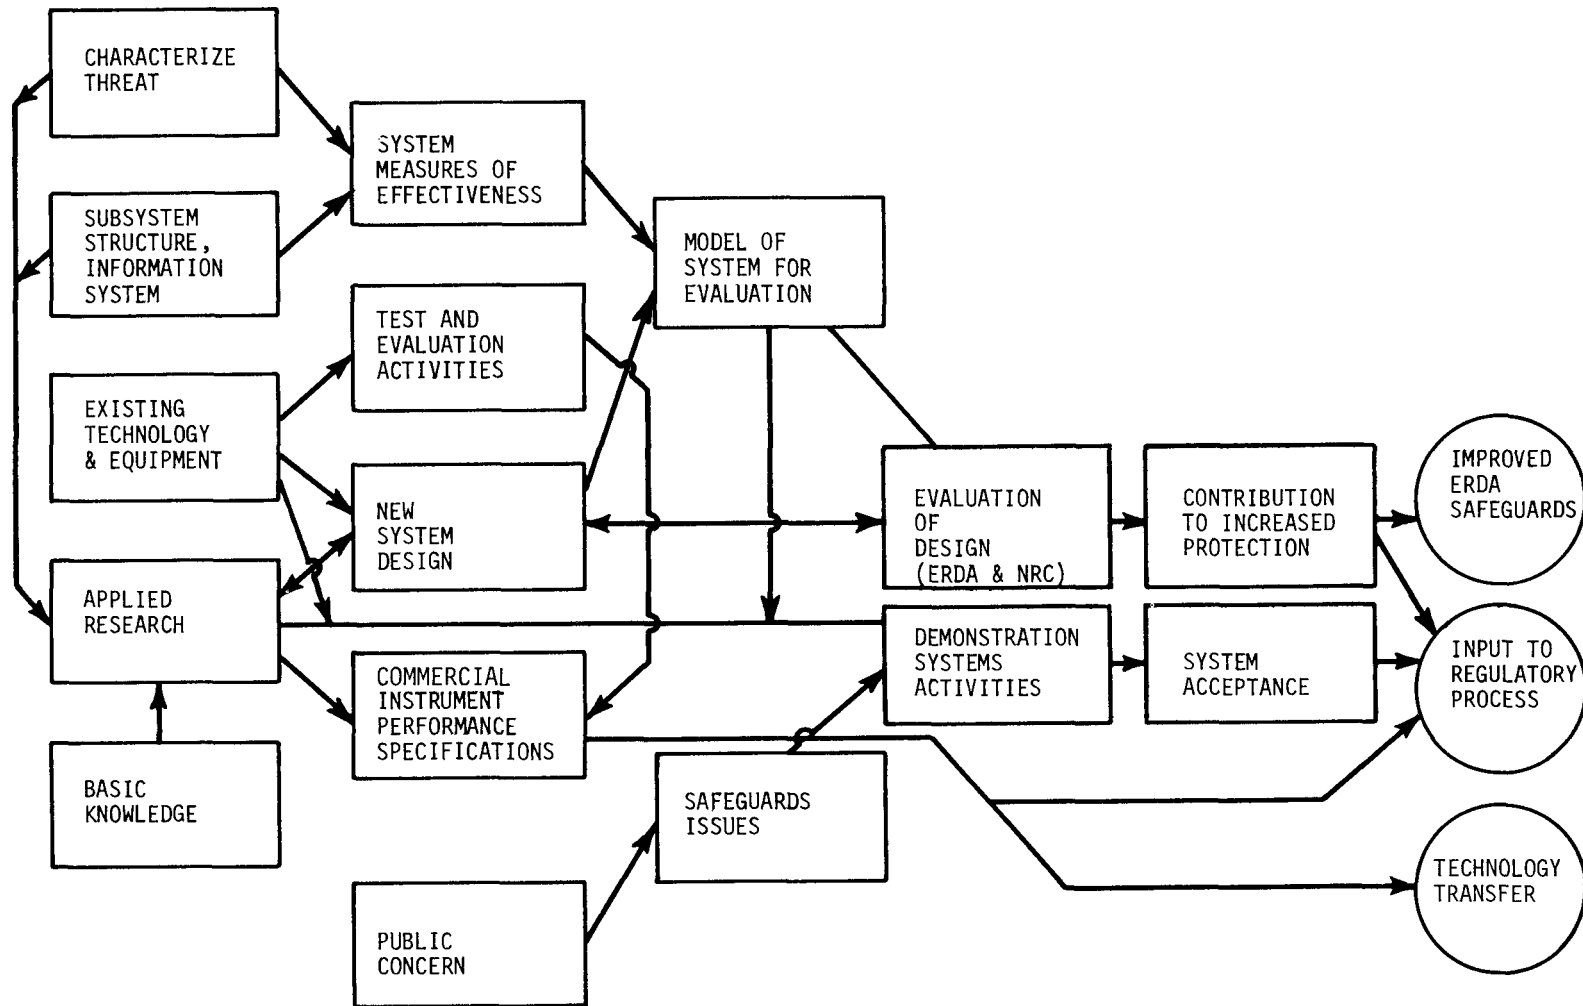 CHARACTERIZE
THREAT
SUBSYSTEM
STRUCTURE,
INFORMATION
SYSTEM
EXISTING
TECHNOLOGY
& EQUIPMENT
APPLIED
RESEARCH
BASIC
KNOWLEDGE
SYSTEM
MEASURES OF
EFFECTIVENESS
TEST AND
EVALUATION
ACTIVITIES
NEW
SYSTEM
DESIGN
COMMERCIAL
INSTRUMENT
PERFORMANCE
SPECIFICATIONS
PUBLIC
CONCERN
MODEL OF
SYSTEM FOR
EVALUATION
SAFEGUARDS
ISSUES
EVALUATION
OF
DESIGN
(ERDA & NRC)
DEMONSTRATION
SYSTEMS
ACTIVITIES
CONTRIBUTION
TO INCREASED
PROTECTION
SYSTEM
ACCEPTANCE
IMPROVED
ERDA
SAFEGUARDS
INPUT TO
REGULATORY
PROCESS
TECHNOLOGY
TRANSFER